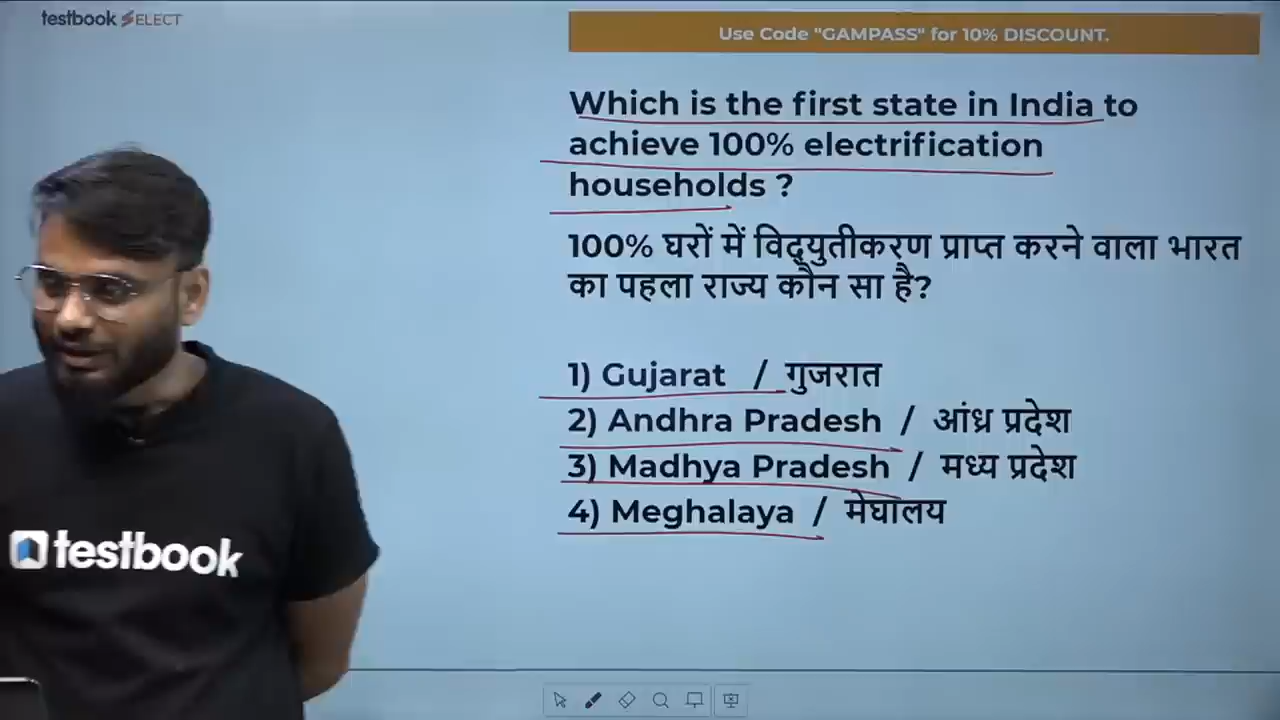 testbook SELECT
Use Code "GAMPASS" for 10% DISCOUNT.
Which is the first state in India to
achieve 100% electrification
households ?
100% घरों में विद्युतीकरण प्राप्त करने वाला भारत
का पहला राज्य कौन सा है?
1) Gujarat / गुजरात
2) Andhra Pradesh / आंध्र प्रदेश
3) Madhya Pradesh / मध्य प्रदेश
4) Meghalaya / मेघालय
testbook